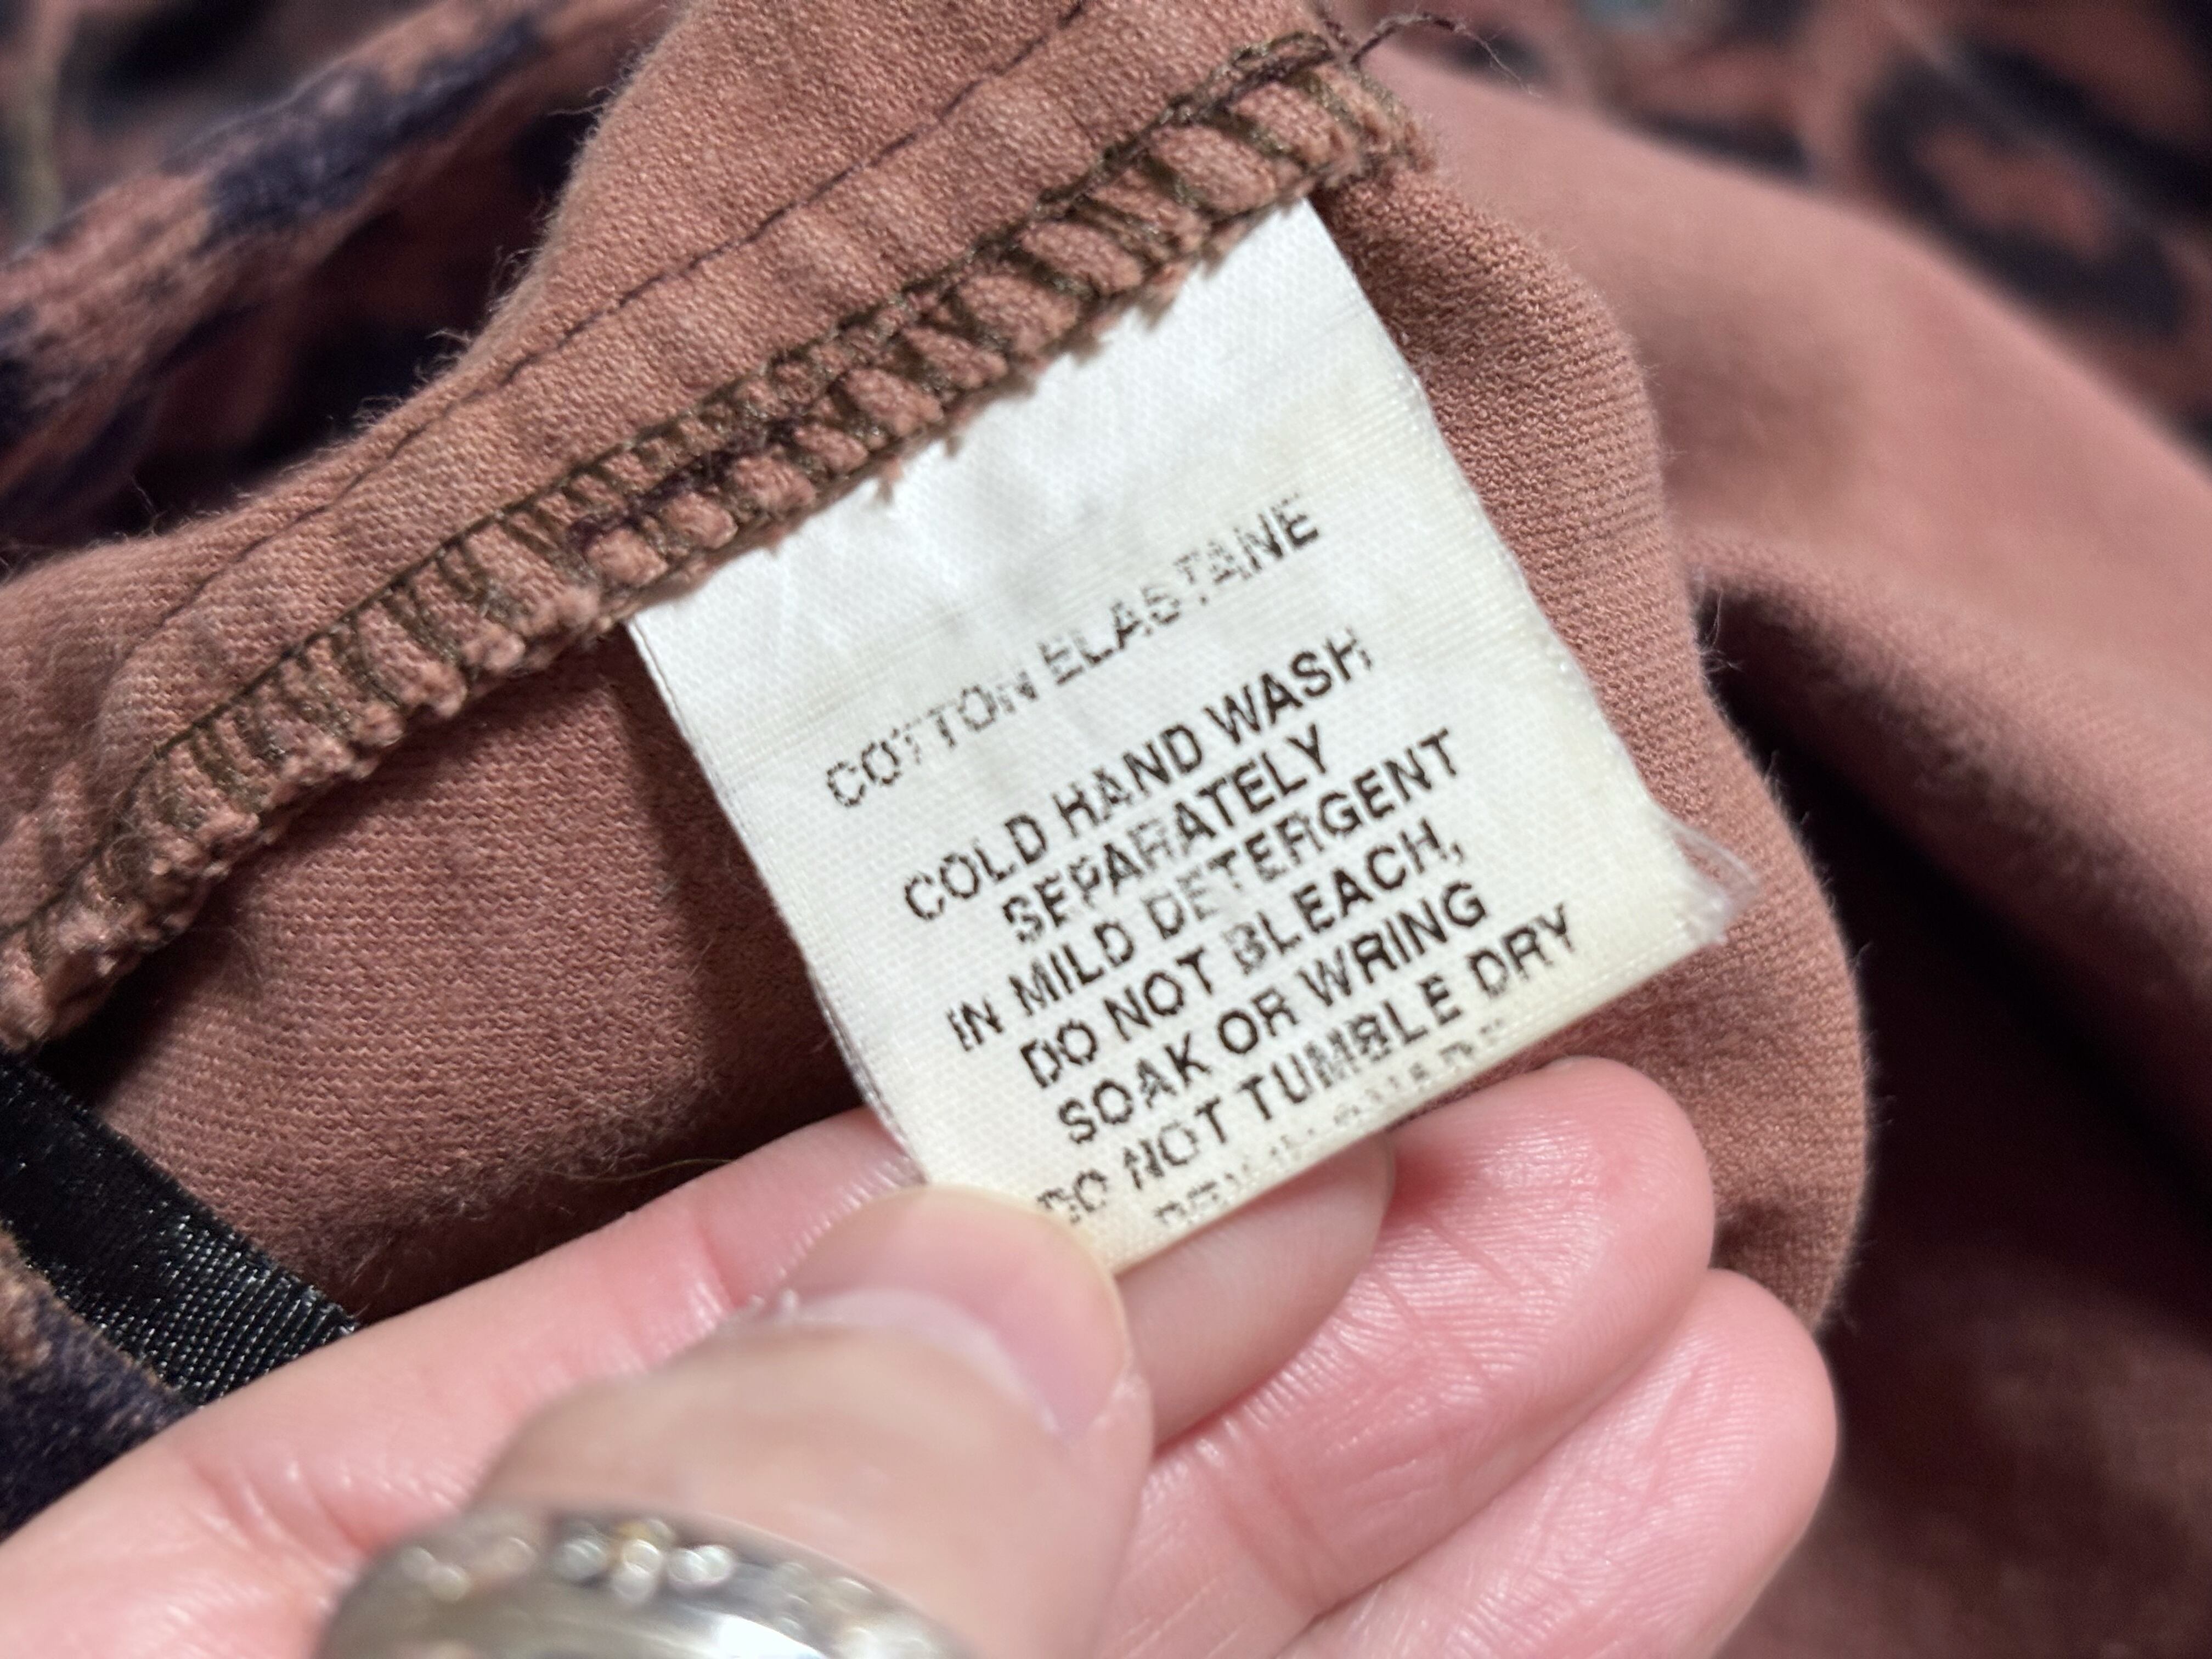 COTTON ELASTANE
COLD HAND WASH
SEPARATELY
IN MILD DETERGENT
DO NOT BLEACH,
SOAK OR WRING
DO NOT TUMBLE DRY